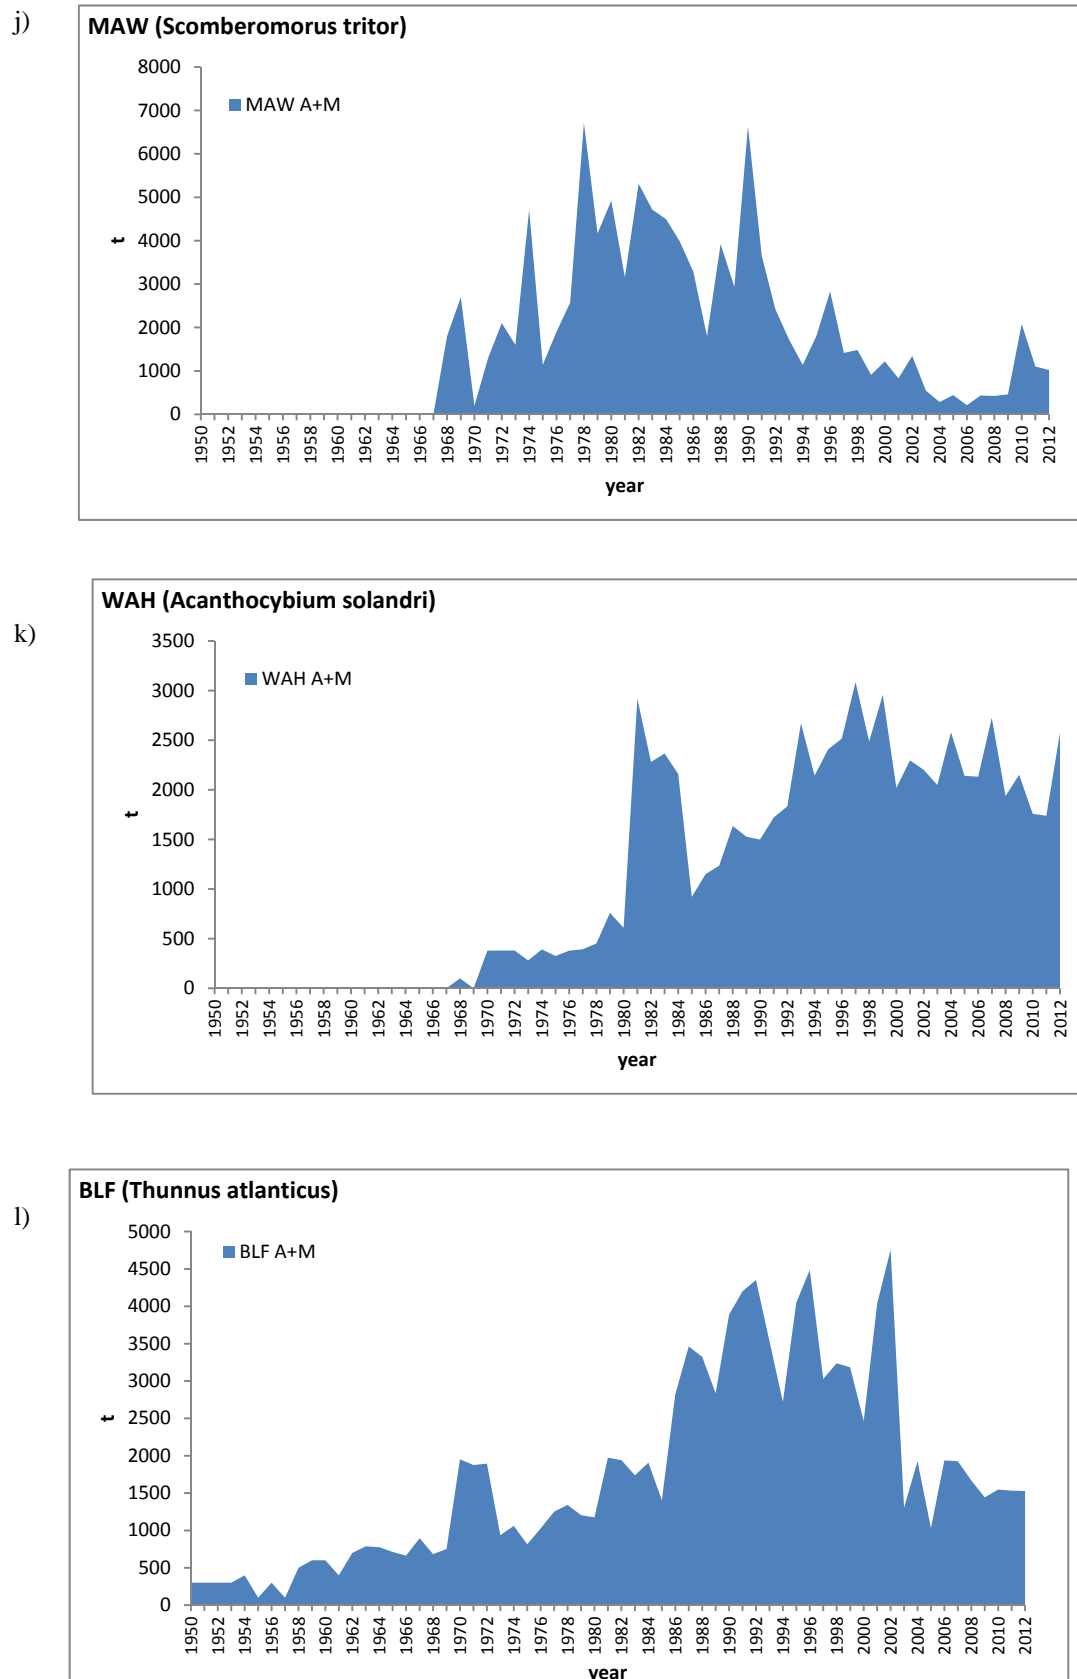 j)
MAW (Scomberomorus tritor)
8000
7000
6000
5000
4000
3000
2000
1000
0
t
MAW A+M
1950 1952 1954 1956 1958 1960 1962 1964 1966 1968 1970 1972 1974 1976 1978 1980 1982 1984 1986 1988 1990 1992 1994 1996 1998 2000 2002 2004 2006 2008 2010 2012
year
k)
WAH (Acanthocybium solandri)
3500
3000
2500
2000
1500
1000
500
0
t
WAH A+M
1950 1952 1954 1956 1958 1960 1962 1964 1966 1968 1970 1972 1974 1976 1978 1980 1982 1984 1986 1988 1990 1992 1994 1996 1998 2000 2002 2004 2006 2008 2010 2012
year
l)
BLF (Thunnus atlanticus)
5000
4500
4000
3500
3000
2500
2000
1500
1000
500
0
t
BLF A+M
1950 1952 1954 1956 1958 1960 1962 1964 1966 1968 1970 1972 1974 1976 1978 1980 1982 1984 1986 1988 1990 1992 1994 1996 1998 2000 2002 2004 2006 2008 2010 2012
year